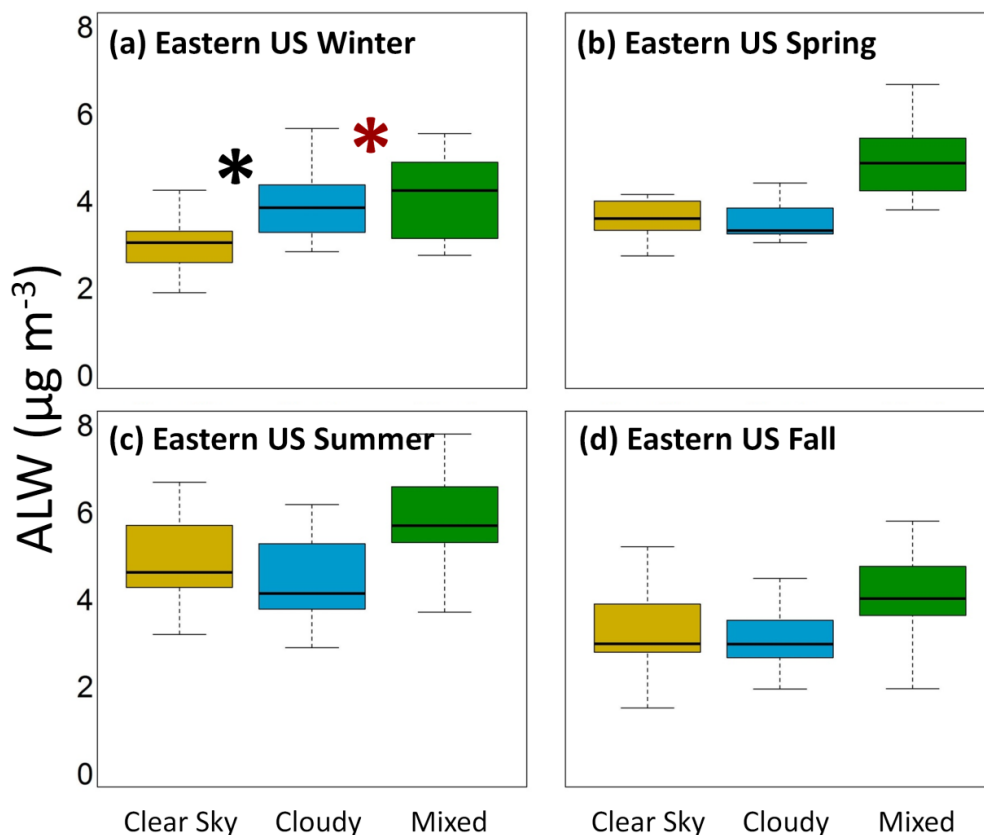 (a) Eastern US Winter
(b) Eastern US Spring
8
6
4
2
0
*
*
ALW (µg m⁻³)
(c) Eastern US Summer
(d) Eastern US Fall
8
6
4
2
0
Clear Sky Cloudy Mixed
Clear Sky Cloudy Mixed